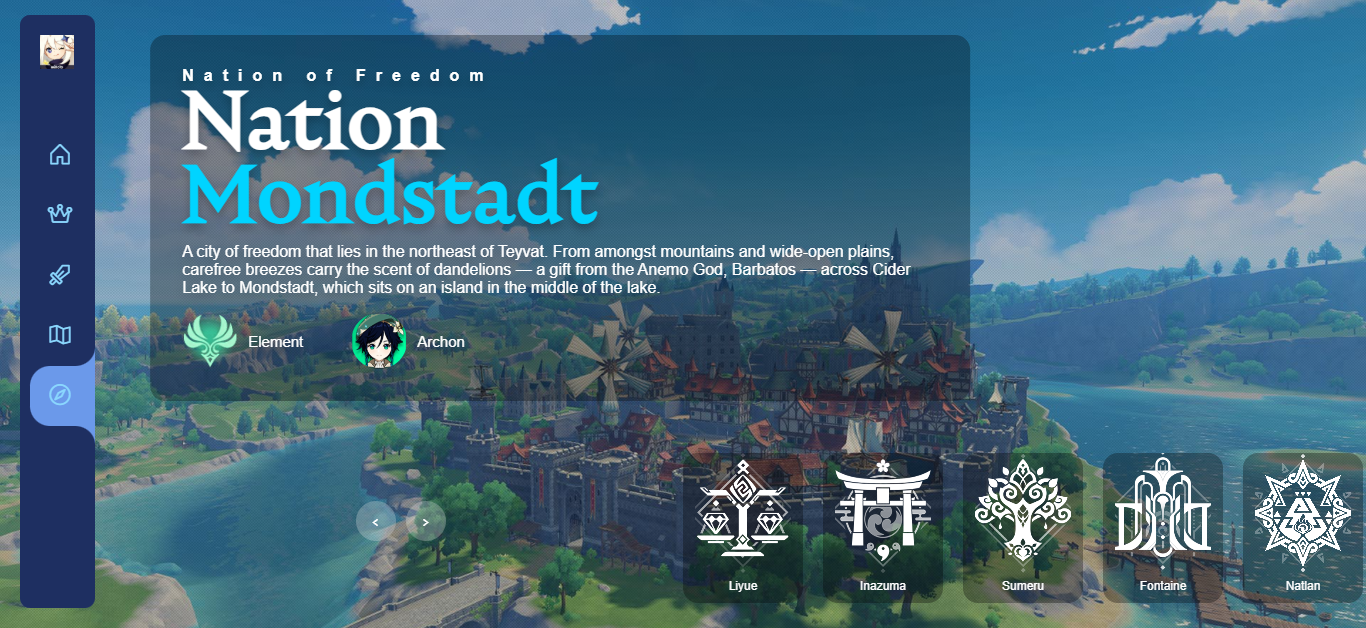 Nation of Freedom
Nation
Mondstadt
A city of freedom that lies in the northeast of Teyvat. From amongst mountains and wide-open plains,
carefree breezes carry the scent of dandelions — a gift from the Anemo God, Barbatos — across Cider
Lake to Mondstadt, which sits on an island in the middle of the lake.
Element
Archon
<
>
Liyue
Inazuma
Sumeru
Fontaine
Natlan